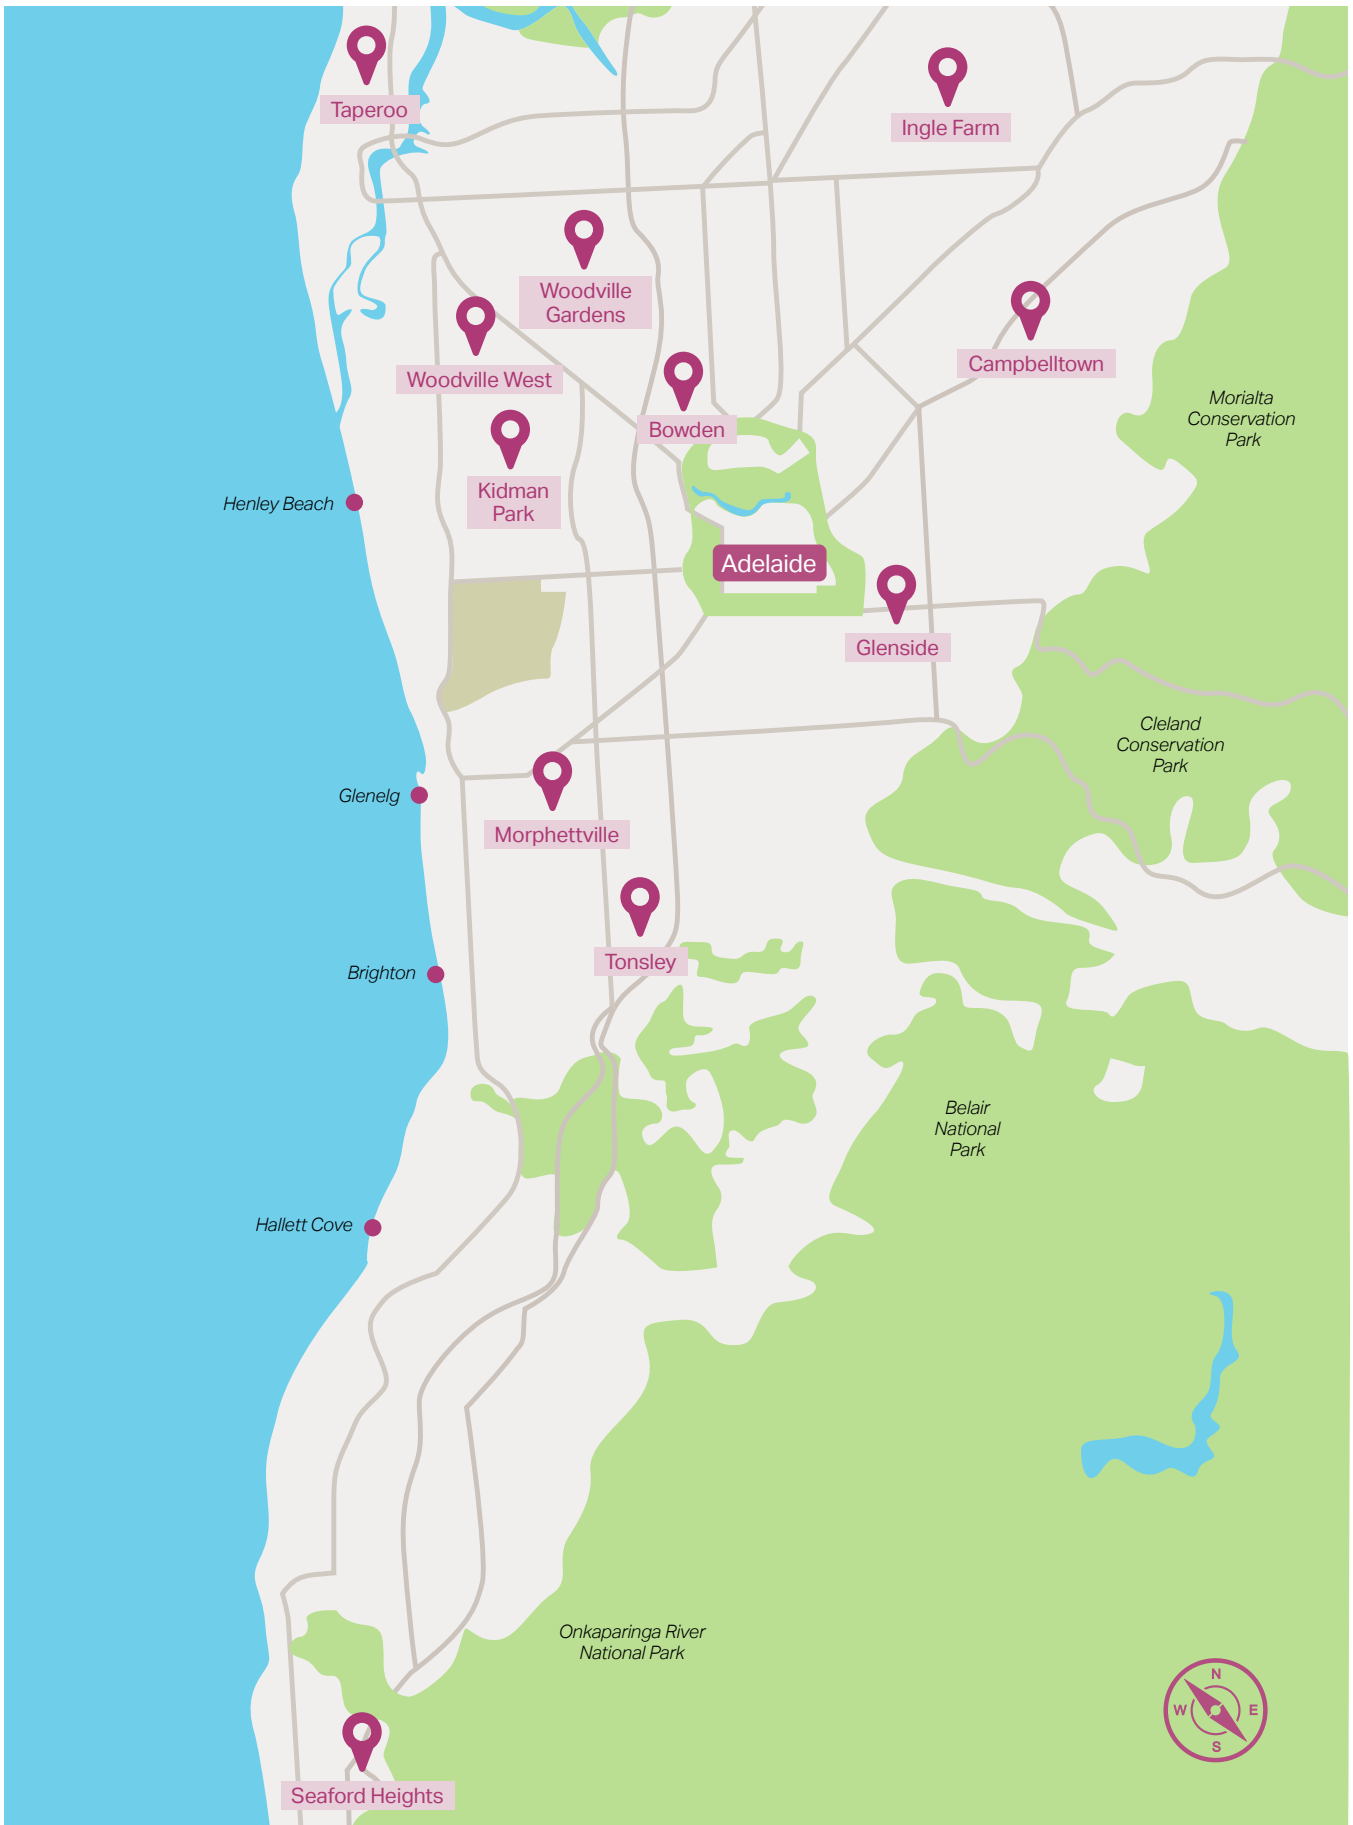 Taperoo
Ingle Farm
Woodville
Gardens
Woodville West
Campbelltown
Bowden
Morialta
Conservation
Park
Kidman
Park
Henley Beach
Adelaide
Glenside
Cleland
Conservation
Park
Glenelg
Morphettville
Tonsley
Brighton
Belair
National
Park
Hallett Cove
Onkaparinga River
National Park
N
W
E
S
Seaford Heights